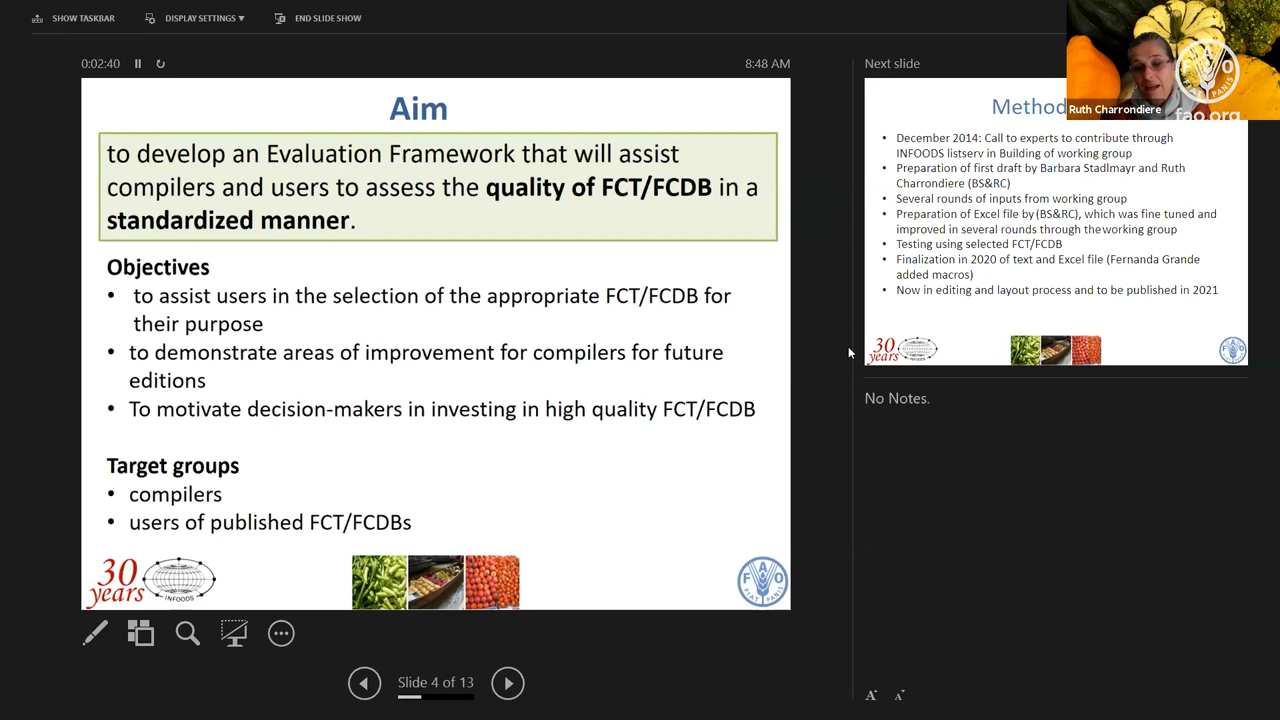 SHOW TASKBAR
DISPLAY SETTINGS ▾
END SLIDE SHOW
0:02:40
8:48 AM
Aim
to develop an Evaluation Framework that will assist
compilers and users to assess the quality of FCT/FCDB in a
standardized manner.
Objectives
• to assist users in the selection of the appropriate FCT/FCDB for
their purpose
• to demonstrate areas of improvement for compilers for future
editions
• To motivate decision-makers in investing in high quality FCT/FCDB
Target groups
• compilers
• users of published FCT/FCDBs
30
years
INFOODS
FAO
FIAT PANIS
Slide 4 of 13
Next slide
Method
• December 2014: Call to experts to contribute through
INFOODS listserv in Building of working group
• Preparation of first draft by Barbara Stadlmayr and Ruth
Charrondiere (BS&RC)
• Several rounds of inputs from working group
• Preparation of Excel file by (BS&RC), which was fine tuned and
improved in several rounds through the working group
• Testing using selected FCT/FCDB
• Finalization in 2020 of text and Excel file (Fernanda Grande
added macros)
• Now in editing and layout process and to be published in 2021
30
years
No Notes.
A
A
Ruth Charrondiere
FAO
FIAT PANIS
fao.org